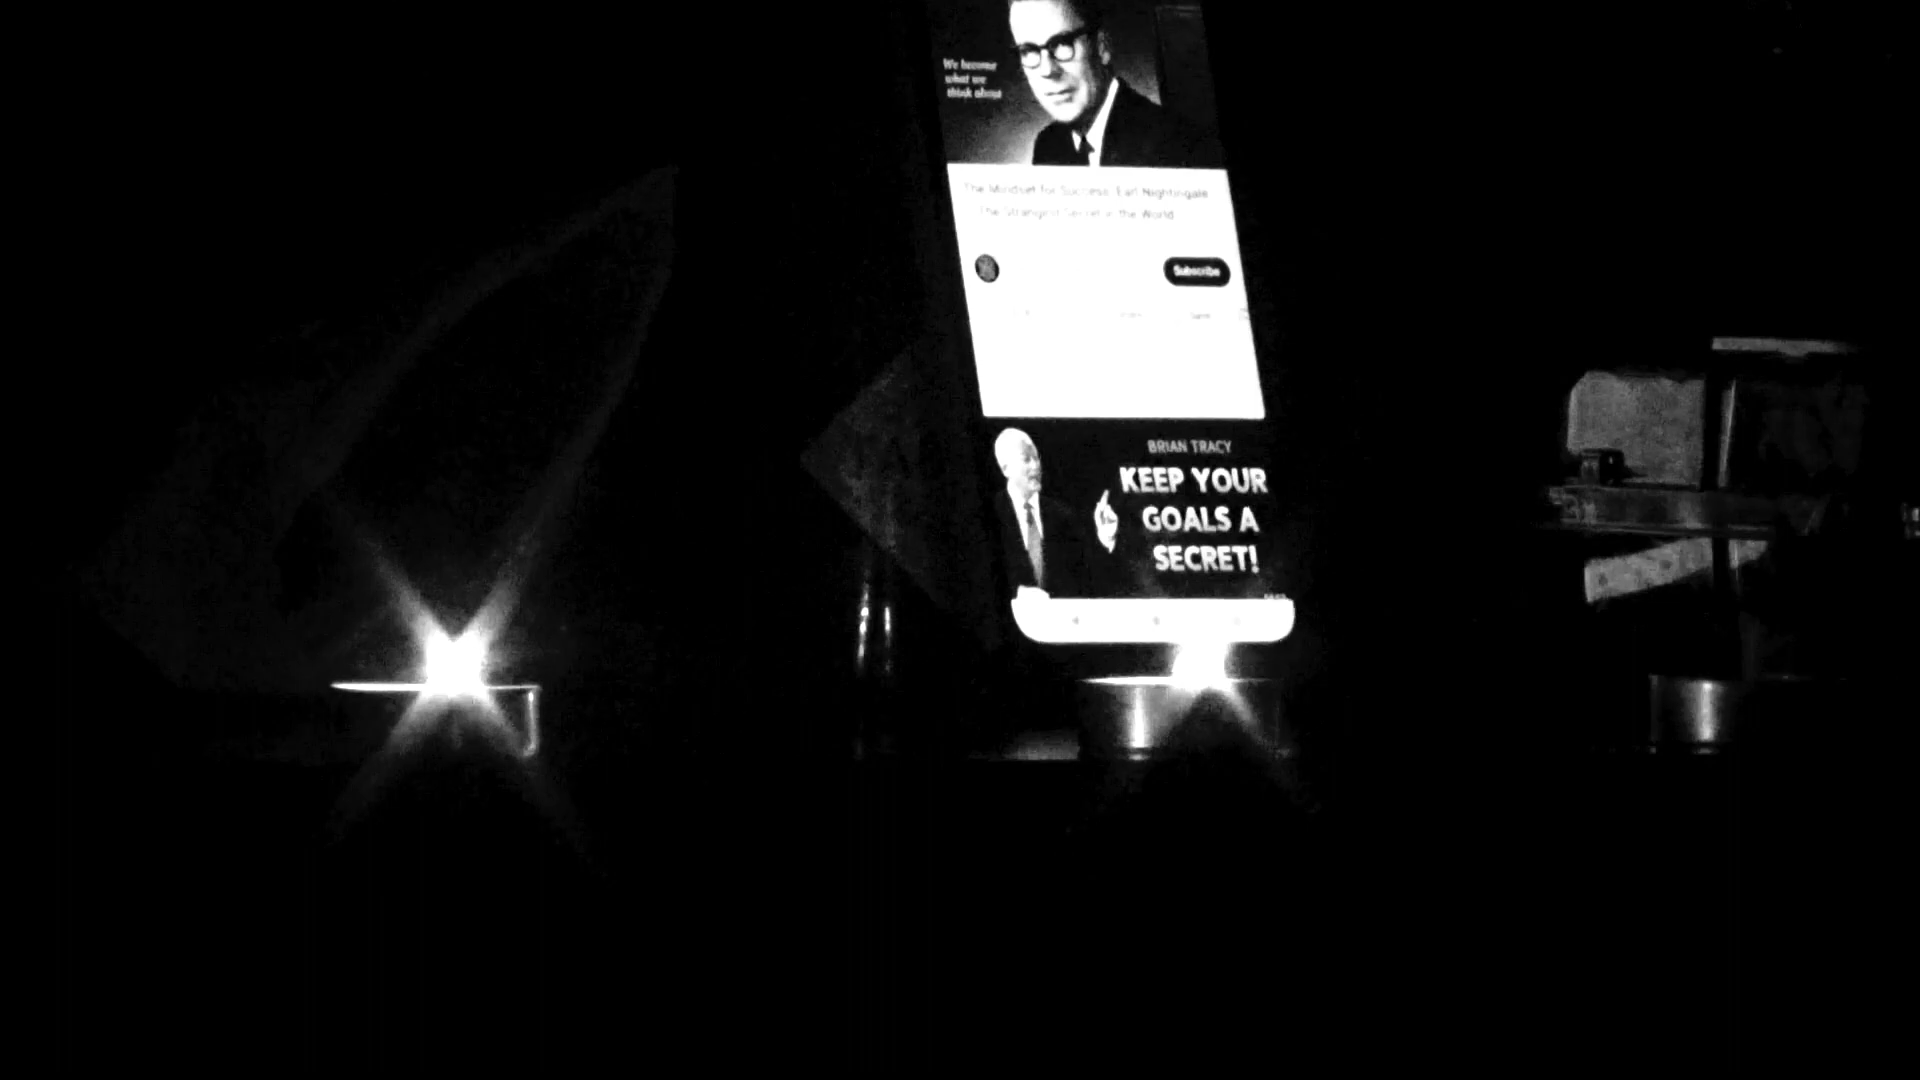 We become
what we
think about
The Mindset for Success: Earl Nightingale
The Strangest Secret in the World
Subscribe
Save
BRIAN TRACY
KEEP YOUR
GOALS A
SECRET!